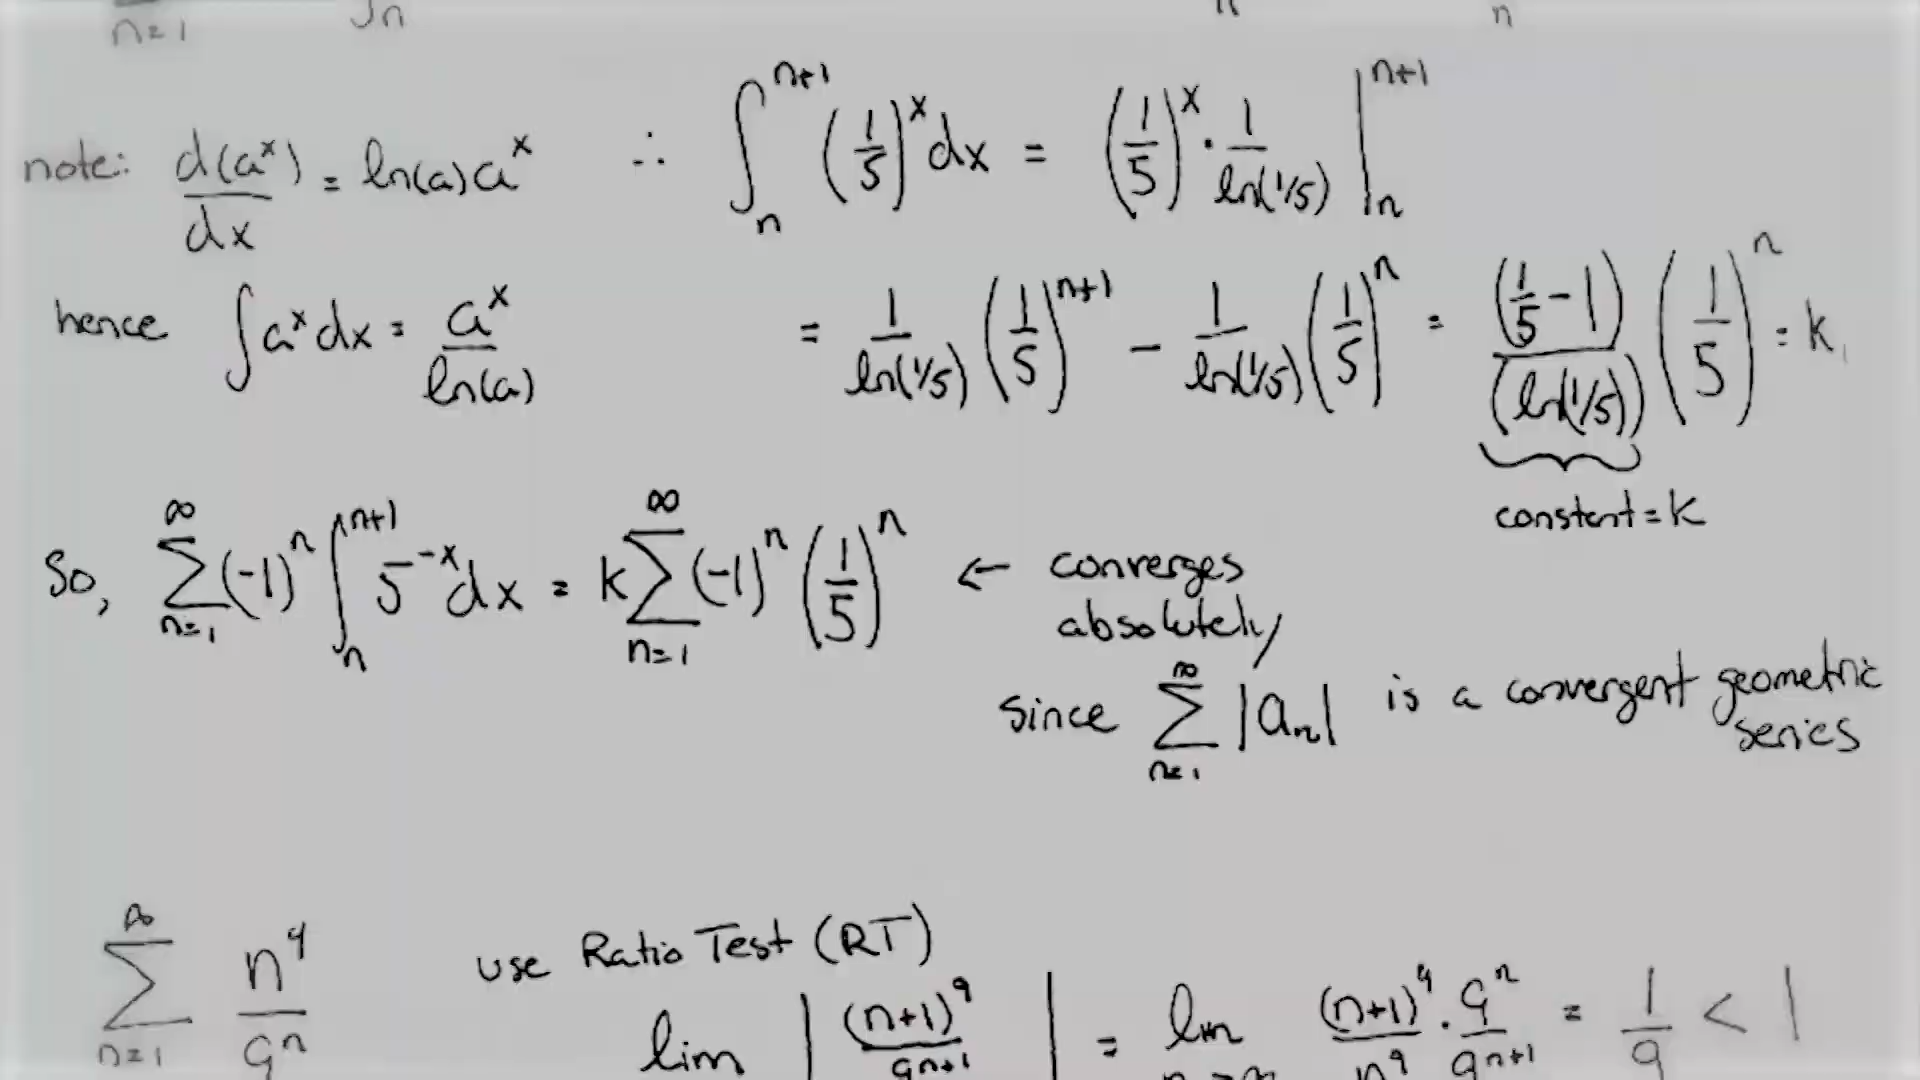 n=1 ∫n n n
note: d(a^x)/dx = ln(a)a^x ∴ ∫_n^{n+1} (1/5)^x dx = (1/5)^x · 1/ln(1/5) |_n^{n+1}
hence ∫a^x dx = a^x/ln(a) = 1/ln(1/5) (1/5)^{n+1} - 1/ln(1/5) (1/5)^n = (1/5 - 1)/(ln(1/5)) (1/5)^n = k
constant = k
So, ∑_{n=1}^∞ (-1)^n ∫_n^{n+1} 5^{-x} dx = k ∑_{n=1}^∞ (-1)^n (1/5)^n ← converges
absolutely
since ∑_{n=1}^∞ |a_n| is a convergent geometric
series
∑_{n=1}^∞ n^9/9^n use Ratio Test (RT)
lim | (n+1)^9/9^{n+1} | = lim (n+1)^9/n^9 · 9^n/9^{n+1} = 1/9 < 1